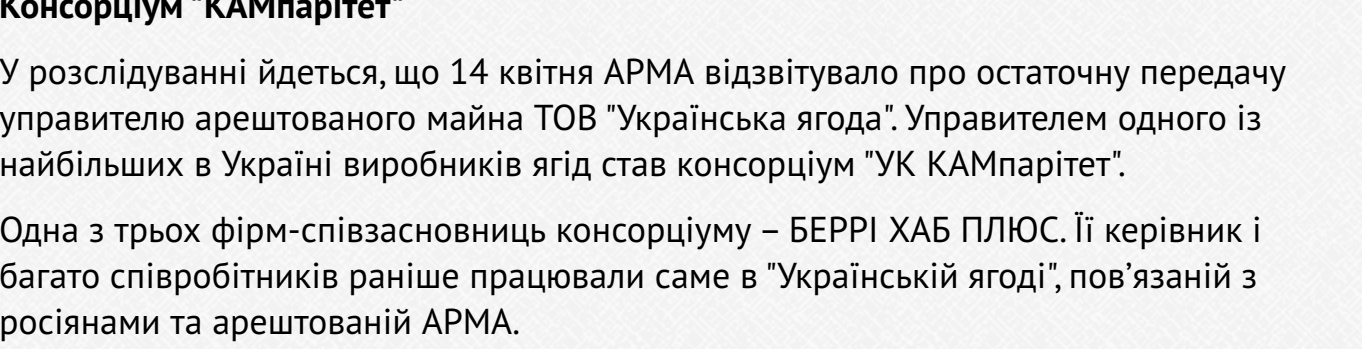 Консорціум "КАМпарітет"
У розслідуванні йдеться, що 14 квітня АРМА відзвітувало про остаточну передачу
управителю арештованого майна ТОВ "Українська ягода". Управителем одного із
найбільших в Україні виробників ягід став консорціум "УК КАМпарітет".
Одна з трьох фірм-співзасновниць консорціуму – БЕРРІ ХАБ ПЛЮС. Її керівник і
багато співробітників раніше працювали саме в "Українській ягоді", пов’язаній з
росіянами та арештованій АРМА.